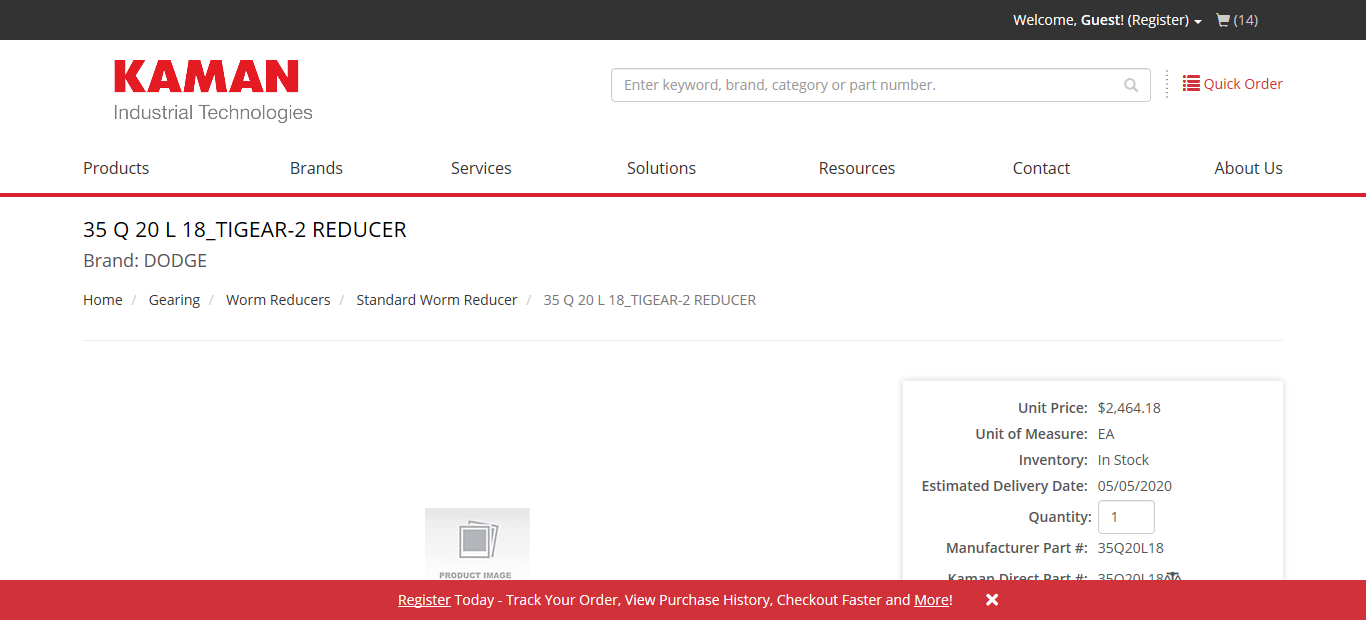 Welcome, Guest! (Register) (14)
KAMAN
Industrial Technologies
Enter keyword, brand, category or part number.
Quick Order
Products Brands Services Solutions Resources Contact About Us
35 Q 20 L 18_TIGEAR-2 REDUCER
Brand: DODGE
Home / Gearing / Worm Reducers / Standard Worm Reducer / 35 Q 20 L 18_TIGEAR-2 REDUCER
Unit Price: $2,464.18
Unit of Measure: EA
Inventory: In Stock
Estimated Delivery Date: 05/05/2020
Quantity: 1
Manufacturer Part #: 35Q20L18
Kaman Direct Part #: 35Q20L18
PRODUCT IMAGE
Register Today - Track Your Order, View Purchase History, Checkout Faster and More!